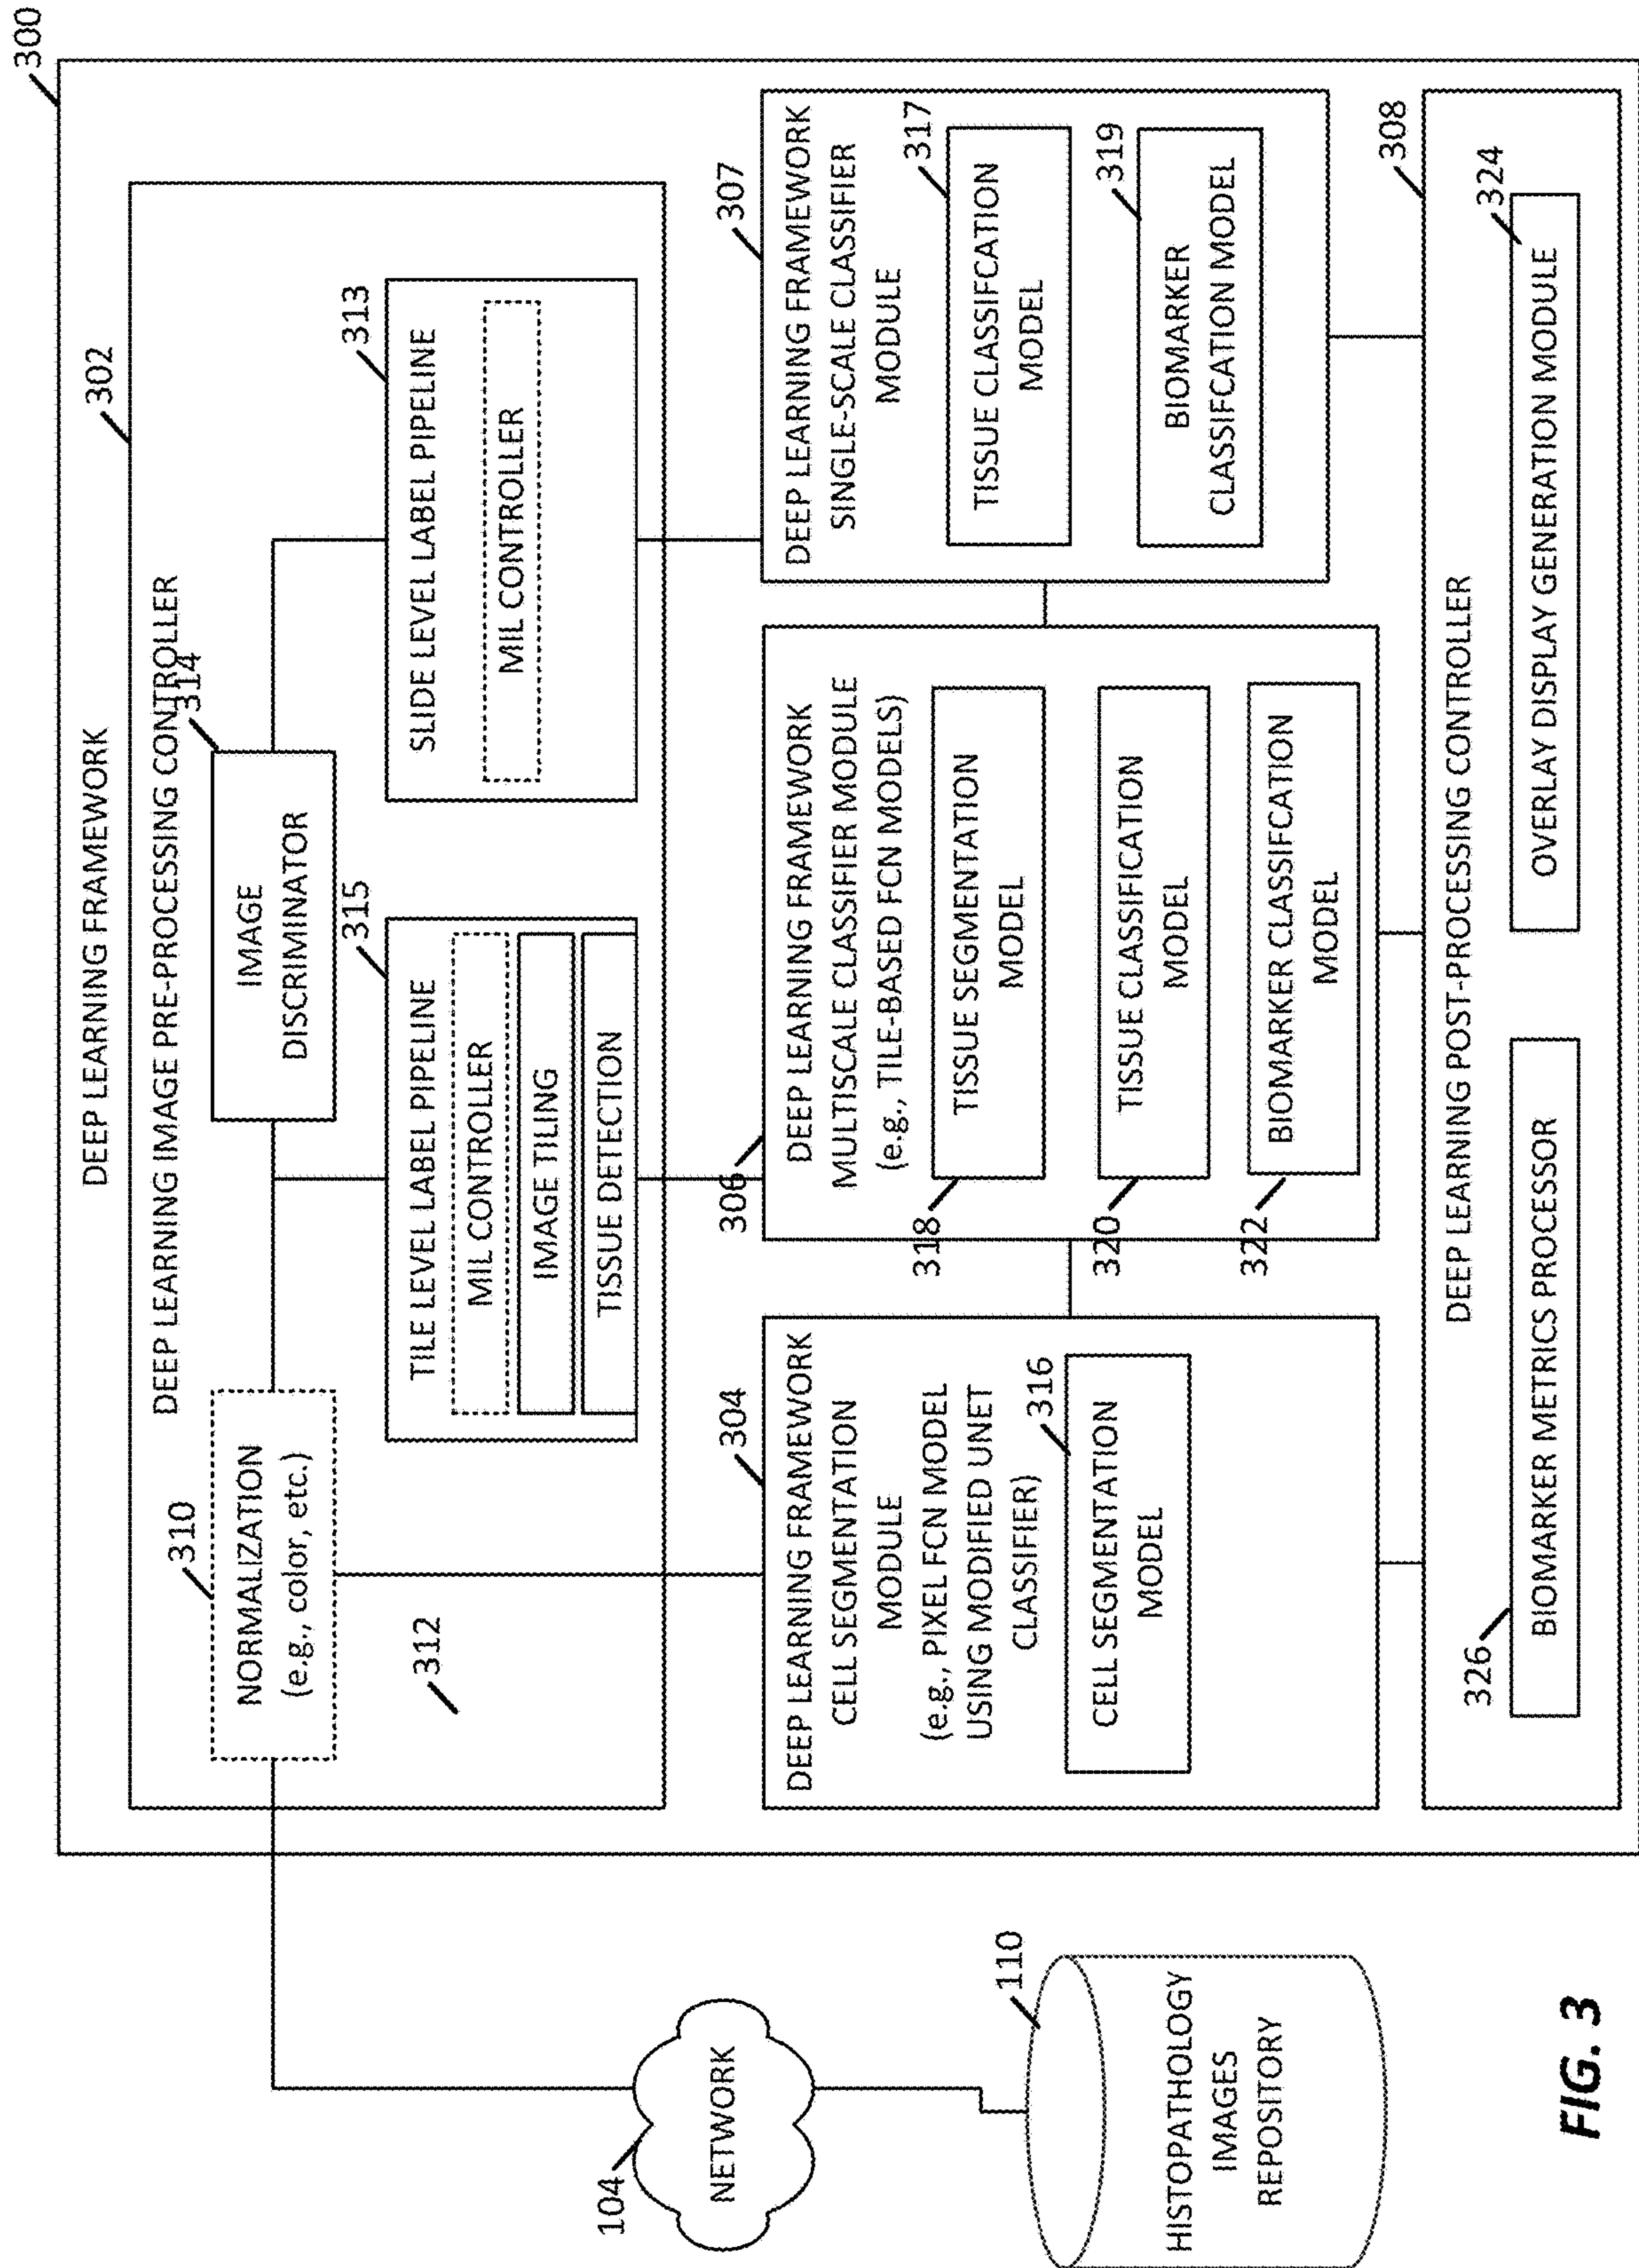 300
DEEP LEARNING FRAMEWORK
302
DEEP LEARNING IMAGE PRE-PROCESSING CONTROLLER
310
NORMALIZATION
(e.g., color, etc.)
314
IMAGE
DISCRIMINATOR
312
315
TILE LEVEL LABEL PIPELINE
MIL CONTROLLER
IMAGE TILING
TISSUE DETECTION
313
SLIDE LEVEL LABEL PIPELINE
MIL CONTROLLER
104
NETWORK
110
HISTOPATHOLOGY
IMAGES
REPOSITORY
304
DEEP LEARNING FRAMEWORK
CELL SEGMENTATION
MODULE
(e.g., PIXEL FCN MODEL
USING MODIFIED UNET
CLASSIFIER)
316
CELL SEGMENTATION
MODEL
306
DEEP LEARNING FRAMEWORK
MULTISCALE CLASSIFIER MODULE
(e.g., TILE-BASED FCN MODELS)
318
TISSUE SEGMENTATION
MODEL
320
TISSUE CLASSIFICATION
MODEL
322
BIOMARKER CLASSIFCATION
MODEL
307
DEEP LEARNING FRAMEWORK
SINGLE-SCALE CLASSIFIER
MODULE
317
TISSUE CLASSIFCATION
MODEL
319
BIOMARKER
CLASSIFCATION MODEL
308
DEEP LEARNING POST-PROCESSING CONTROLLER
326
BIOMARKER METRICS PROCESSOR
324
OVERLAY DISPLAY GENERATION MODULE
FIG. 3